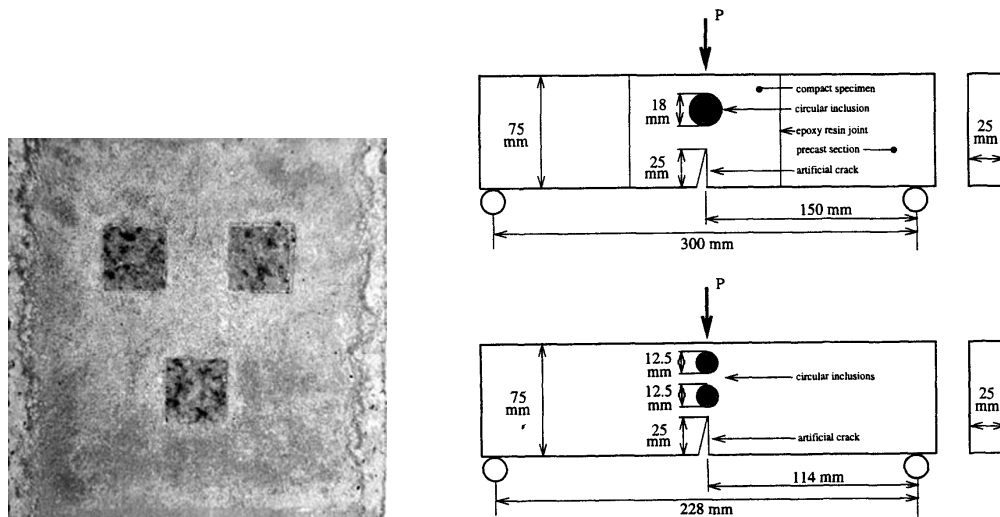 P
compact specimen
18
mm
circular inclusion
75
mm
epoxy resin joint
25
mm
precast section
25
mm
artificial crack
150 mm
300 mm
P
12.5
mm
circular inclusions
12.5
mm
75
mm
25
mm
25
mm
artificial crack
114 mm
228 mm